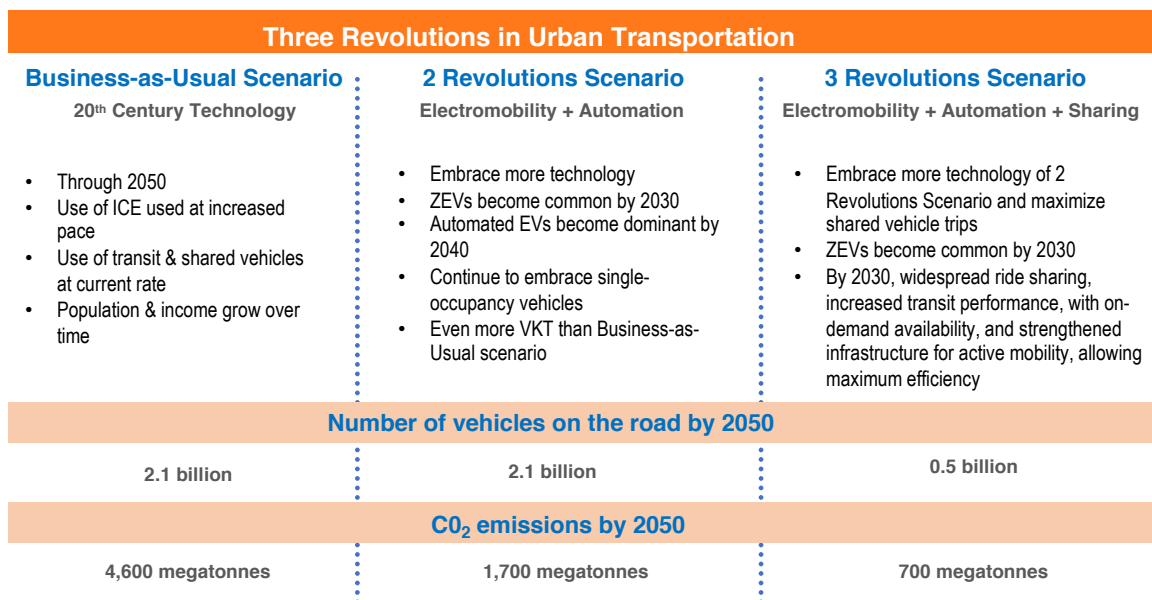 Three Revolutions in Urban Transportation
Business-as-Usual Scenario
20th Century Technology
• Through 2050
• Use of ICE used at increased
pace
• Use of transit & shared vehicles
at current rate
• Population & income grow over
time
2 Revolutions Scenario
Electromobility + Automation
• Embrace more technology
• ZEVs become common by 2030
• Automated EVs become dominant by
2040
• Continue to embrace single-
occupancy vehicles
• Even more VKT than Business-as-
Usual scenario
3 Revolutions Scenario
Electromobility + Automation + Sharing
• Embrace more technology of 2
Revolutions Scenario and maximize
shared vehicle trips
• ZEVs become common by 2030
• By 2030, widespread ride sharing,
increased transit performance, with on-
demand availability, and strengthened
infrastructure for active mobility, allowing
maximum efficiency
Number of vehicles on the road by 2050
2.1 billion
2.1 billion
0.5 billion
C0₂ emissions by 2050
4,600 megatonnes
1,700 megatonnes
700 megatonnes